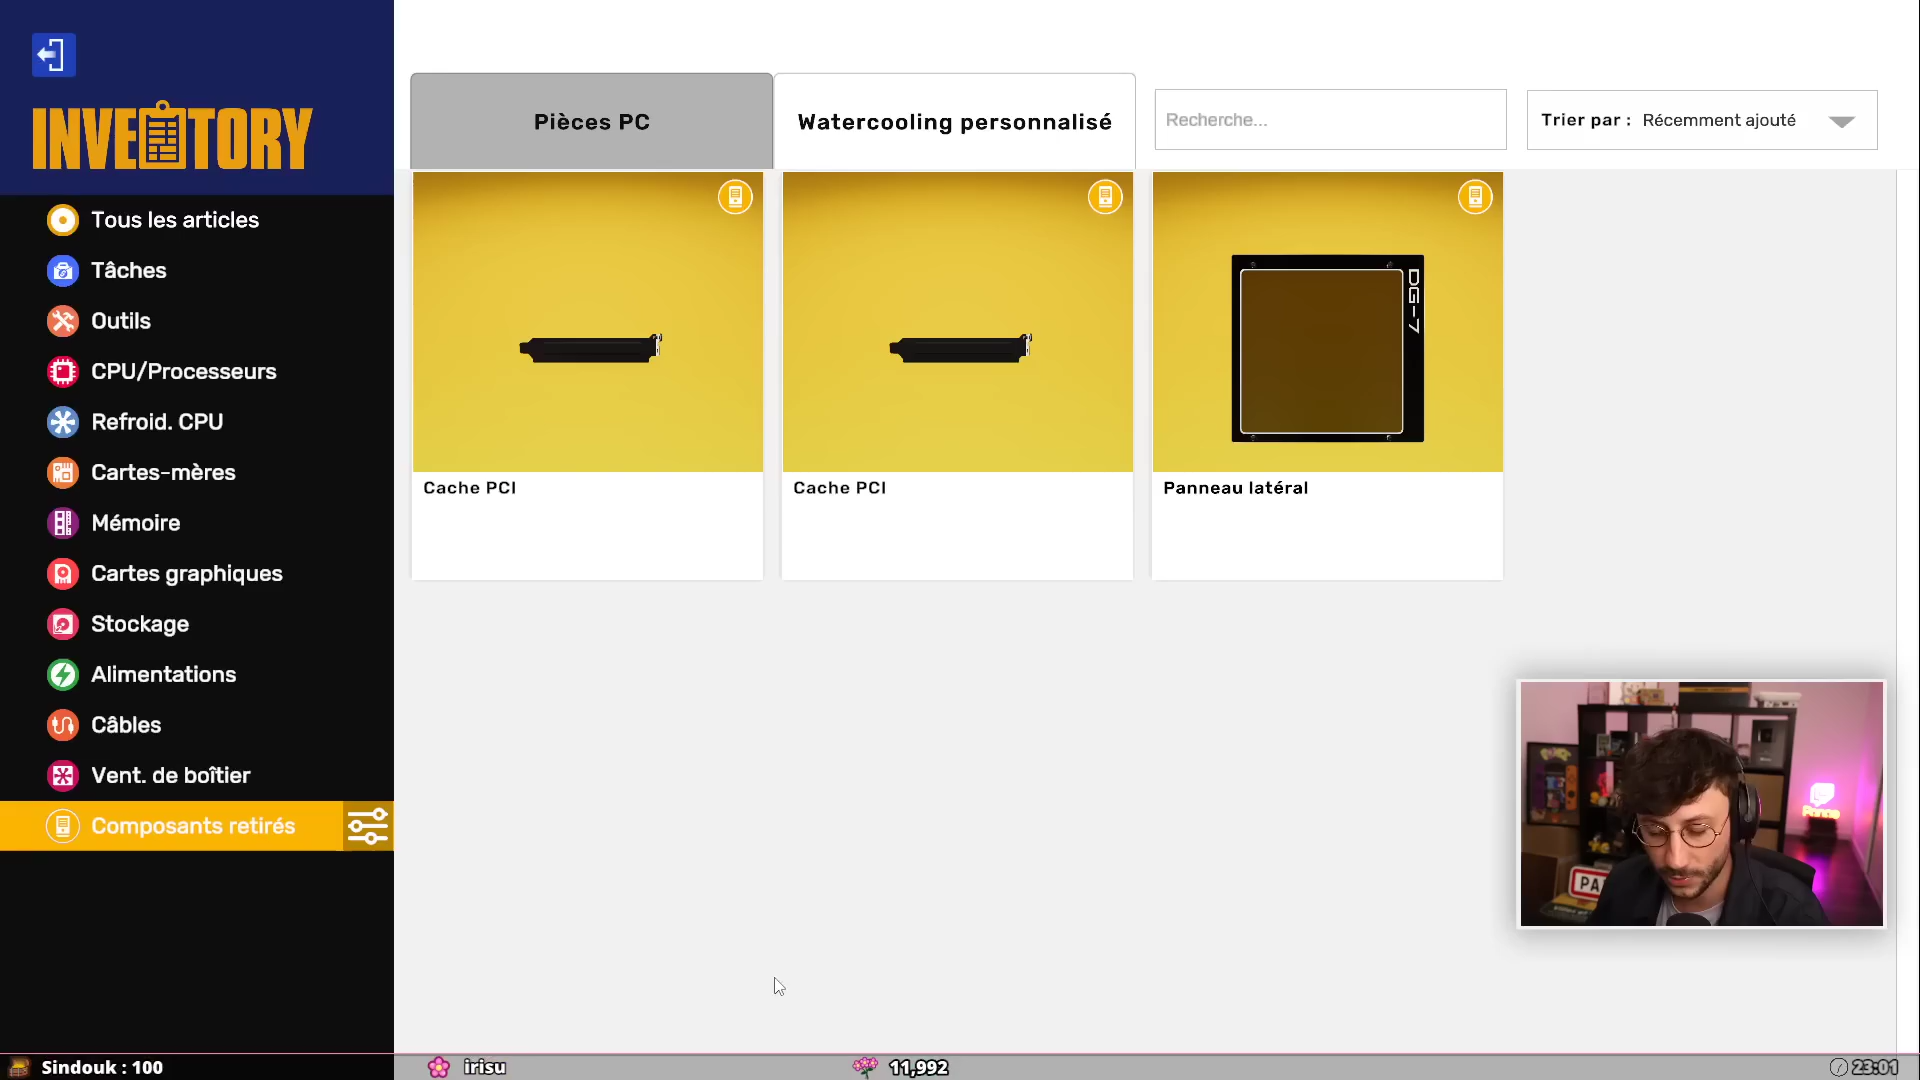 INVENTORY
Tous les articles
Tâches
Outils
CPU/Processeurs
Refroid. CPU
Cartes-mères
Mémoire
Cartes graphiques
Stockage
Alimentations
Câbles
Vent. de boîtier
Composants retirés
Pièces PC
Watercooling personnalisé
Recherche...
Trier par : Récemment ajouté
DG-7
Cache PCI
Cache PCI
Panneau latéral
Sindouk : 100
irisu
11,992
23:01